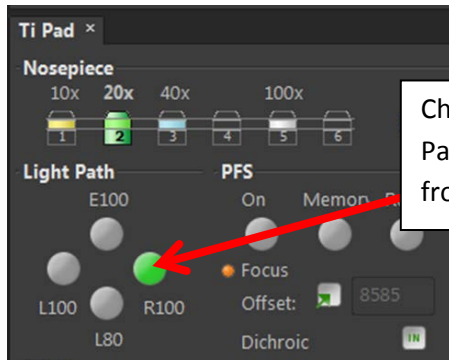 Ti Pad ×
Nosepiece
10x 20x 40x 100x
1 2 3 4 5 6
Light Path
E100
L100 R100
L80
PFS
On Memor
Focus
Offset: 8585
Dichroic IN
Ch
Pa
fro